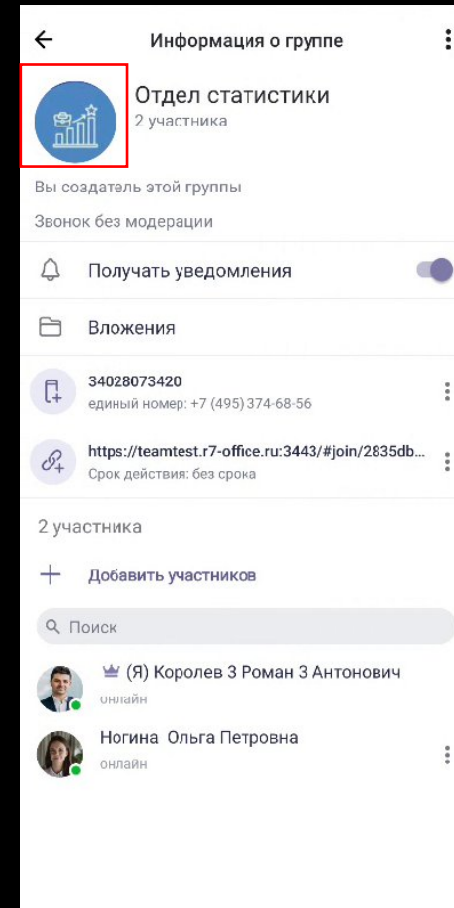 Информация о группе
Отдел статистики
2 участника
Вы создатель этой группы
Звонок без модерации
Получать уведомления
Вложения
34028073420
единый номер: +7 (495) 374-68-56
https://teamtest.r7-office.ru:3443/#join/2835db...
Срок действия: без срока
2 участника
Добавить участников
Поиск
(Я) Королев 3 Роман 3 Антонович
онлайн
Ногина Ольга Петровна
онлайн